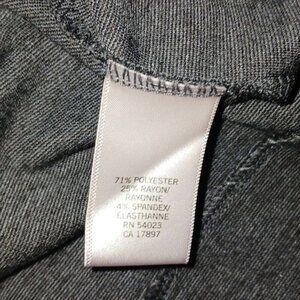 71% POLYESTER
25% RAYON/
RAYONNE
4% SPANDEX/
ELASTHANNE
RN 54023
CA 17897